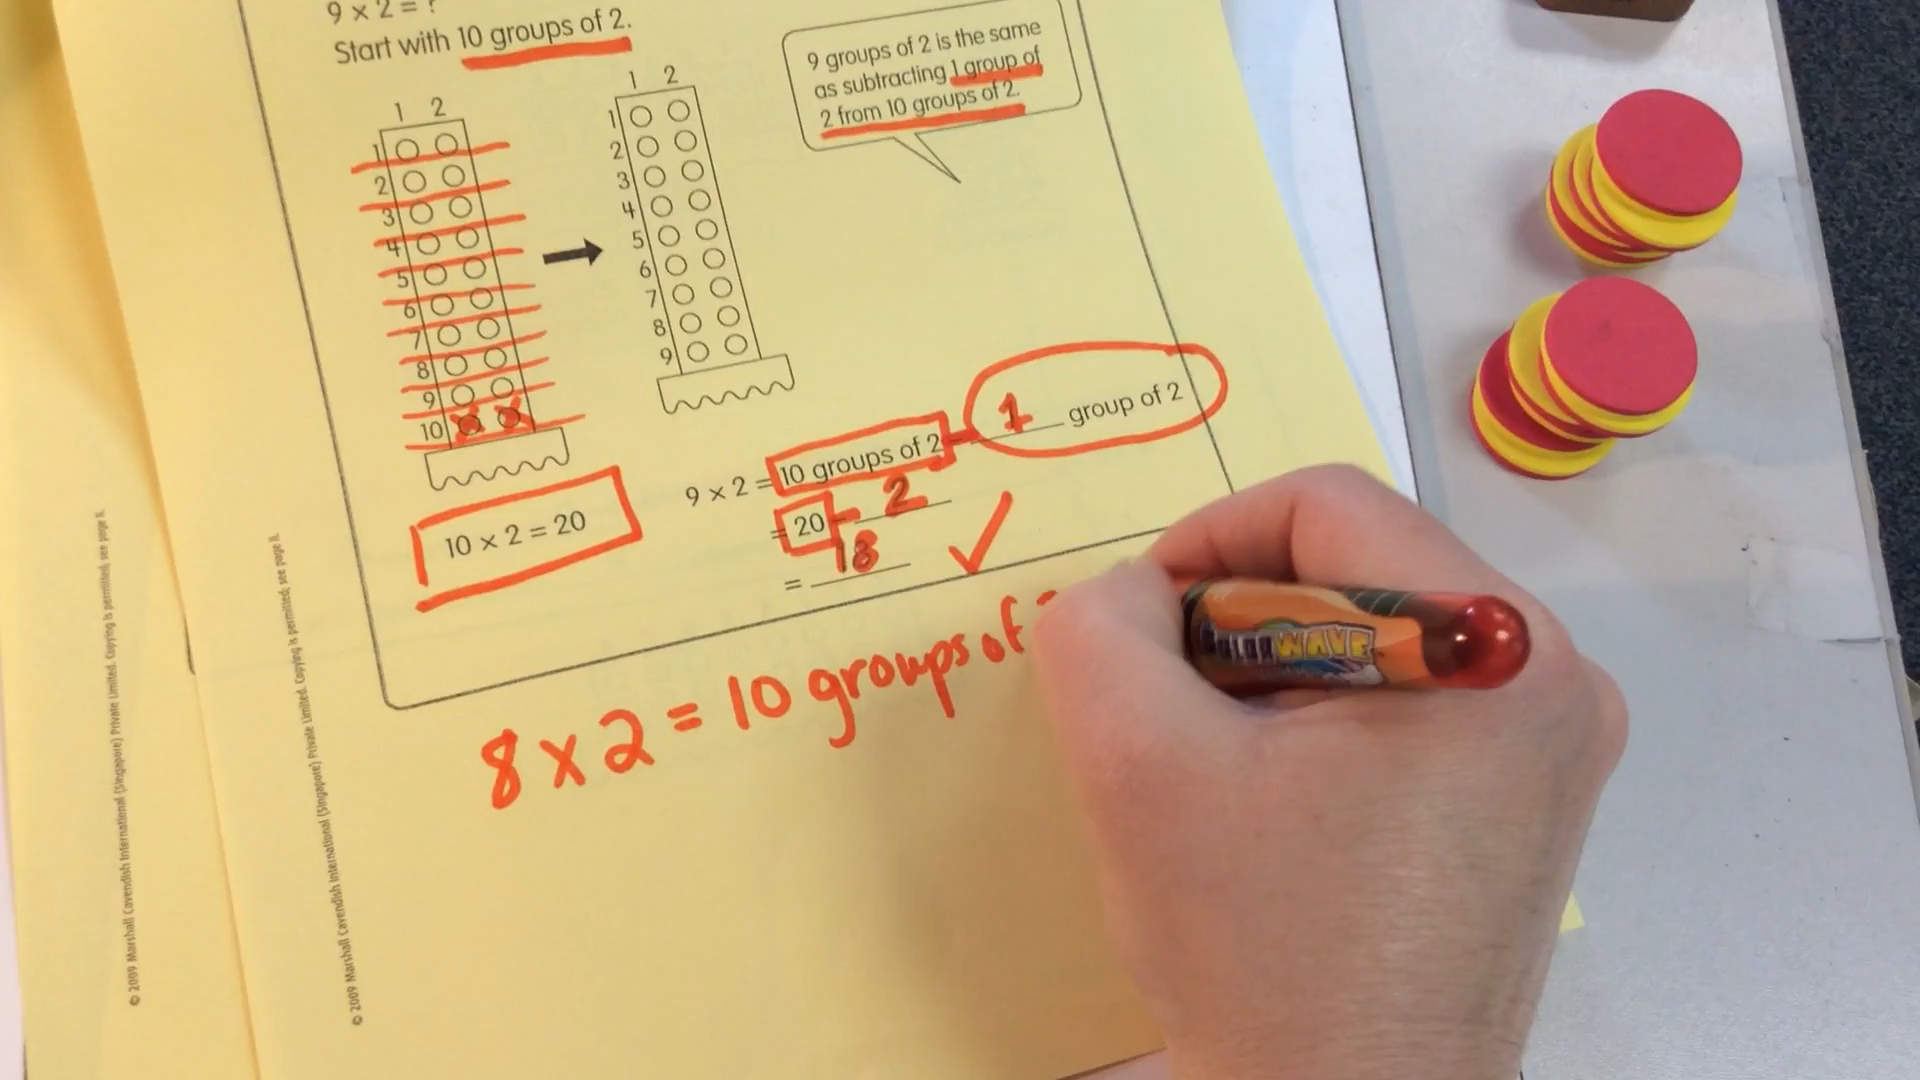 9 x 2 = ?
Start with 10 groups of 2.
1 2
1
2
3
4
5
6
7
8
9
10
1 2
1
2
3
4
5
6
7
8
9
9 groups of 2 is the same
as subtracting 1 group of
2 from 10 groups of 2.
10 x 2 = 20
9 x 2 = 10 groups of 2 - 1 group of 2
= 20 - 2
= 18
8 x 2 = 10 groups of
© 2009 Marshall Cavendish International (Singapore) Private Limited. Copying is permitted; see page ii.
© 2009 Marshall Cavendish International (Singapore) Private Limited. Copying is permitted; see page ii.
WAVE